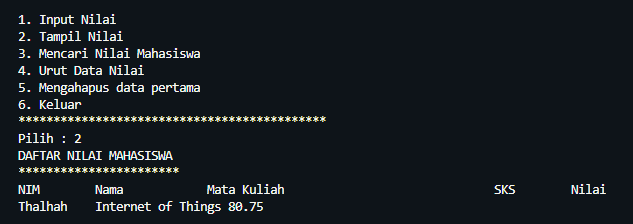 1. Input Nilai
2. Tampil Nilai
3. Mencari Nilai Mahasiswa
4. Urut Data Nilai
5. Mengahapus data pertama
6. Keluar
********************************************
Pilih : 2
DAFTAR NILAI MAHASISWA
***********************
NIM Nama Mata Kuliah SKS Nilai
Thalhah Internet of Things 80.75